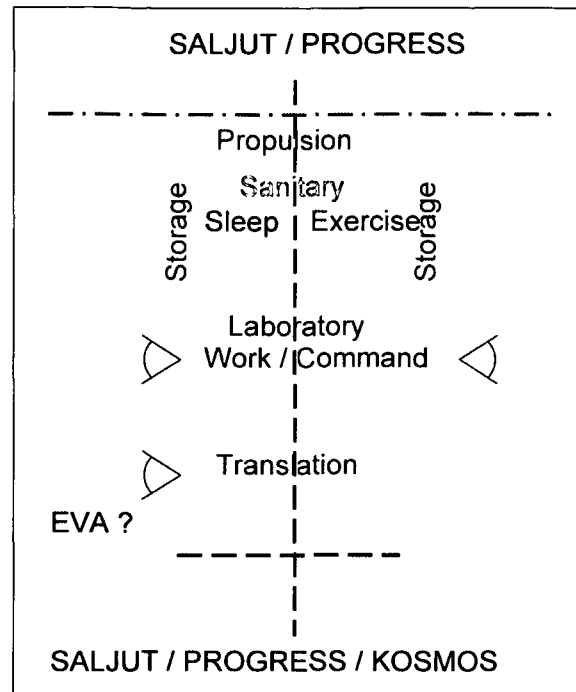 SALJUT / PROGRESS
Propulsion
Sanitary
Storage
Sleep
Exercise
Storage
Laboratory
Work / Command
Translation
EVA ?
SALJUT / PROGRESS / KOSMOS